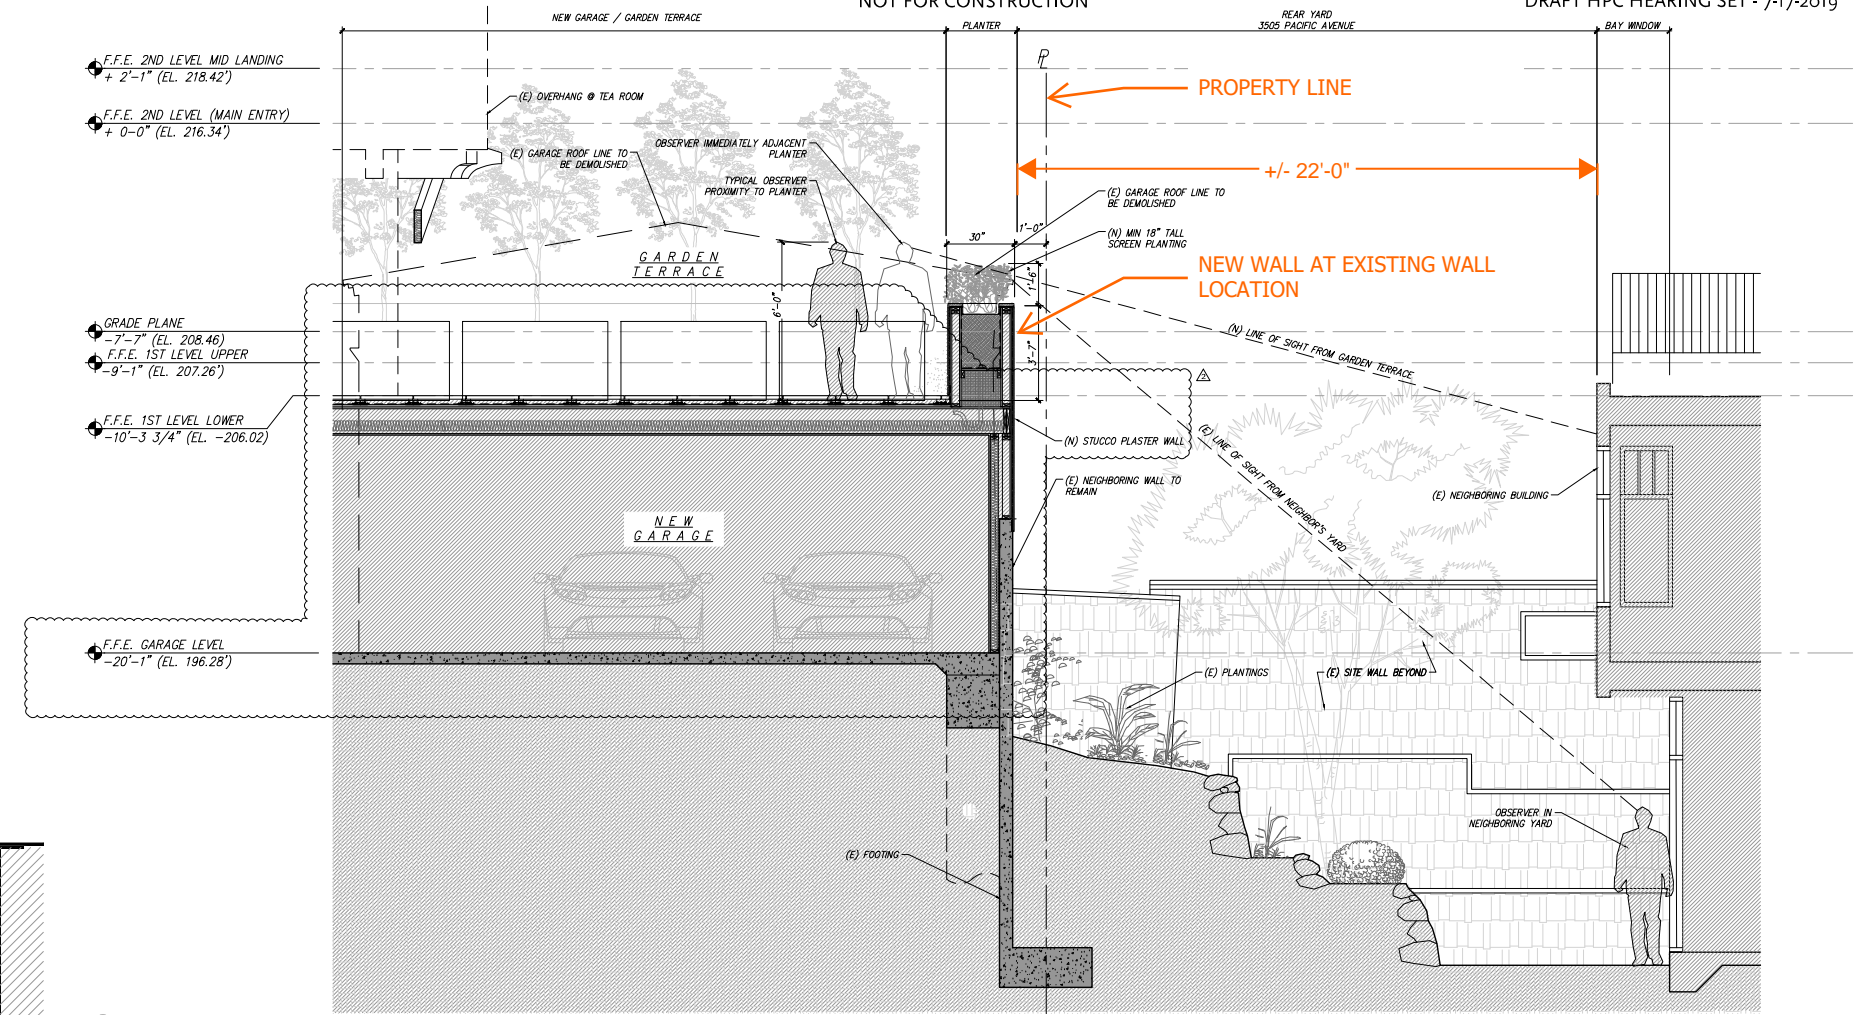 NOT FOR CONSTRUCTION
DRAFT HPC HEARING SET - 7-17-2019
NEW GARAGE / GARDEN TERRACE
PLANTER
REAR YARD
3505 PACIFIC AVENUE
BAY WINDOW
F.F.E. 2ND LEVEL MID LANDING
+ 2'-1" (EL. 218.42')
PL
PROPERTY LINE
(E) OVERHANG @ TEA ROOM
F.F.E. 2ND LEVEL (MAIN ENTRY)
+ 0-0" (EL. 216.34')
OBSERVER IMMEDIATELY ADJACENT
PLANTER
(E) GARAGE ROOF LINE TO
BE DEMOLISHED
TYPICAL OBSERVER
PROXIMITY TO PLANTER
+/- 22'-0"
(E) GARAGE ROOF LINE TO
BE DEMOLISHED
30"
1'-0"
(N) MIN 18" TALL
SCREEN PLANTING
GARDEN
TERRACE
NEW WALL AT EXISTING WALL
LOCATION
1'-6"
6'-0"
GRADE PLANE
-7'-7" (EL. 208.46)
F.F.E. 1ST LEVEL UPPER
-9'-1" (EL. 207.26')
3'-7"
(N) LINE OF SIGHT FROM GARDEN TERRACE
2
F.F.E. 1ST LEVEL LOWER
-10'-3 3/4" (EL. -206.02)
(N) STUCCO PLASTER WALL
(E) LINE OF SIGHT FROM NEIGHBOR'S YARD
(E) NEIGHBORING WALL TO
REMAIN
(E) NEIGHBORING BUILDING
NEW
GARAGE
F.F.E. GARAGE LEVEL
-20'-1" (EL. 196.28')
(E) PLANTINGS
(E) SITE WALL BEYOND
OBSERVER IN
NEIGHBORING YARD
(E) FOOTING